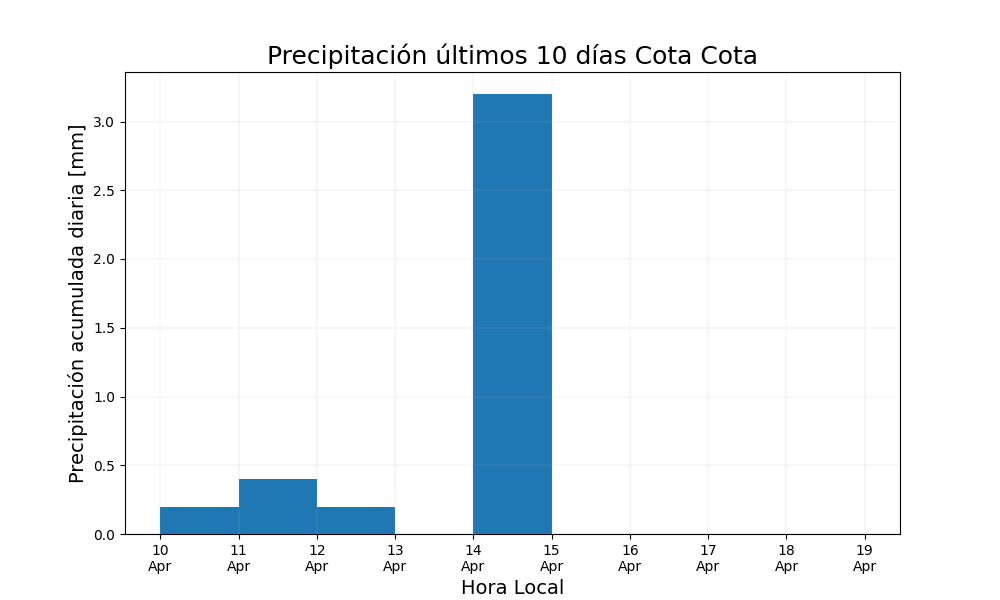 Precipitación últimos 10 días Cota Cota
Precipitación acumulada diaria [mm]
3.0
2.5
2.0
1.5
1.0
0.5
0.0
10 11 12 13 14 15 16 17 18 19
Apr Apr Apr Apr Apr Apr Apr Apr Apr Apr
Hora Local